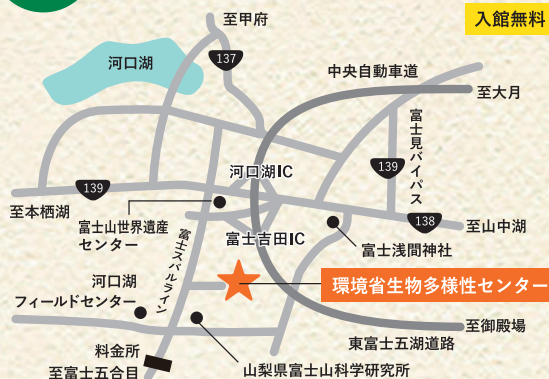 至甲府
入館無料
137
河口湖
中央自動車道
至大月
富士見バイパス
139
河口湖IC
139
138
至本栖湖
富士山世界遺産
センター
至山中湖
富士吉田IC
富士浅間神社
富士スバルライン
環境省生物多様性センター
河口湖
フィールドセンター
至御殿場
東富士五湖道路
料金所
至富士五合目
山梨県富士山科学研究所